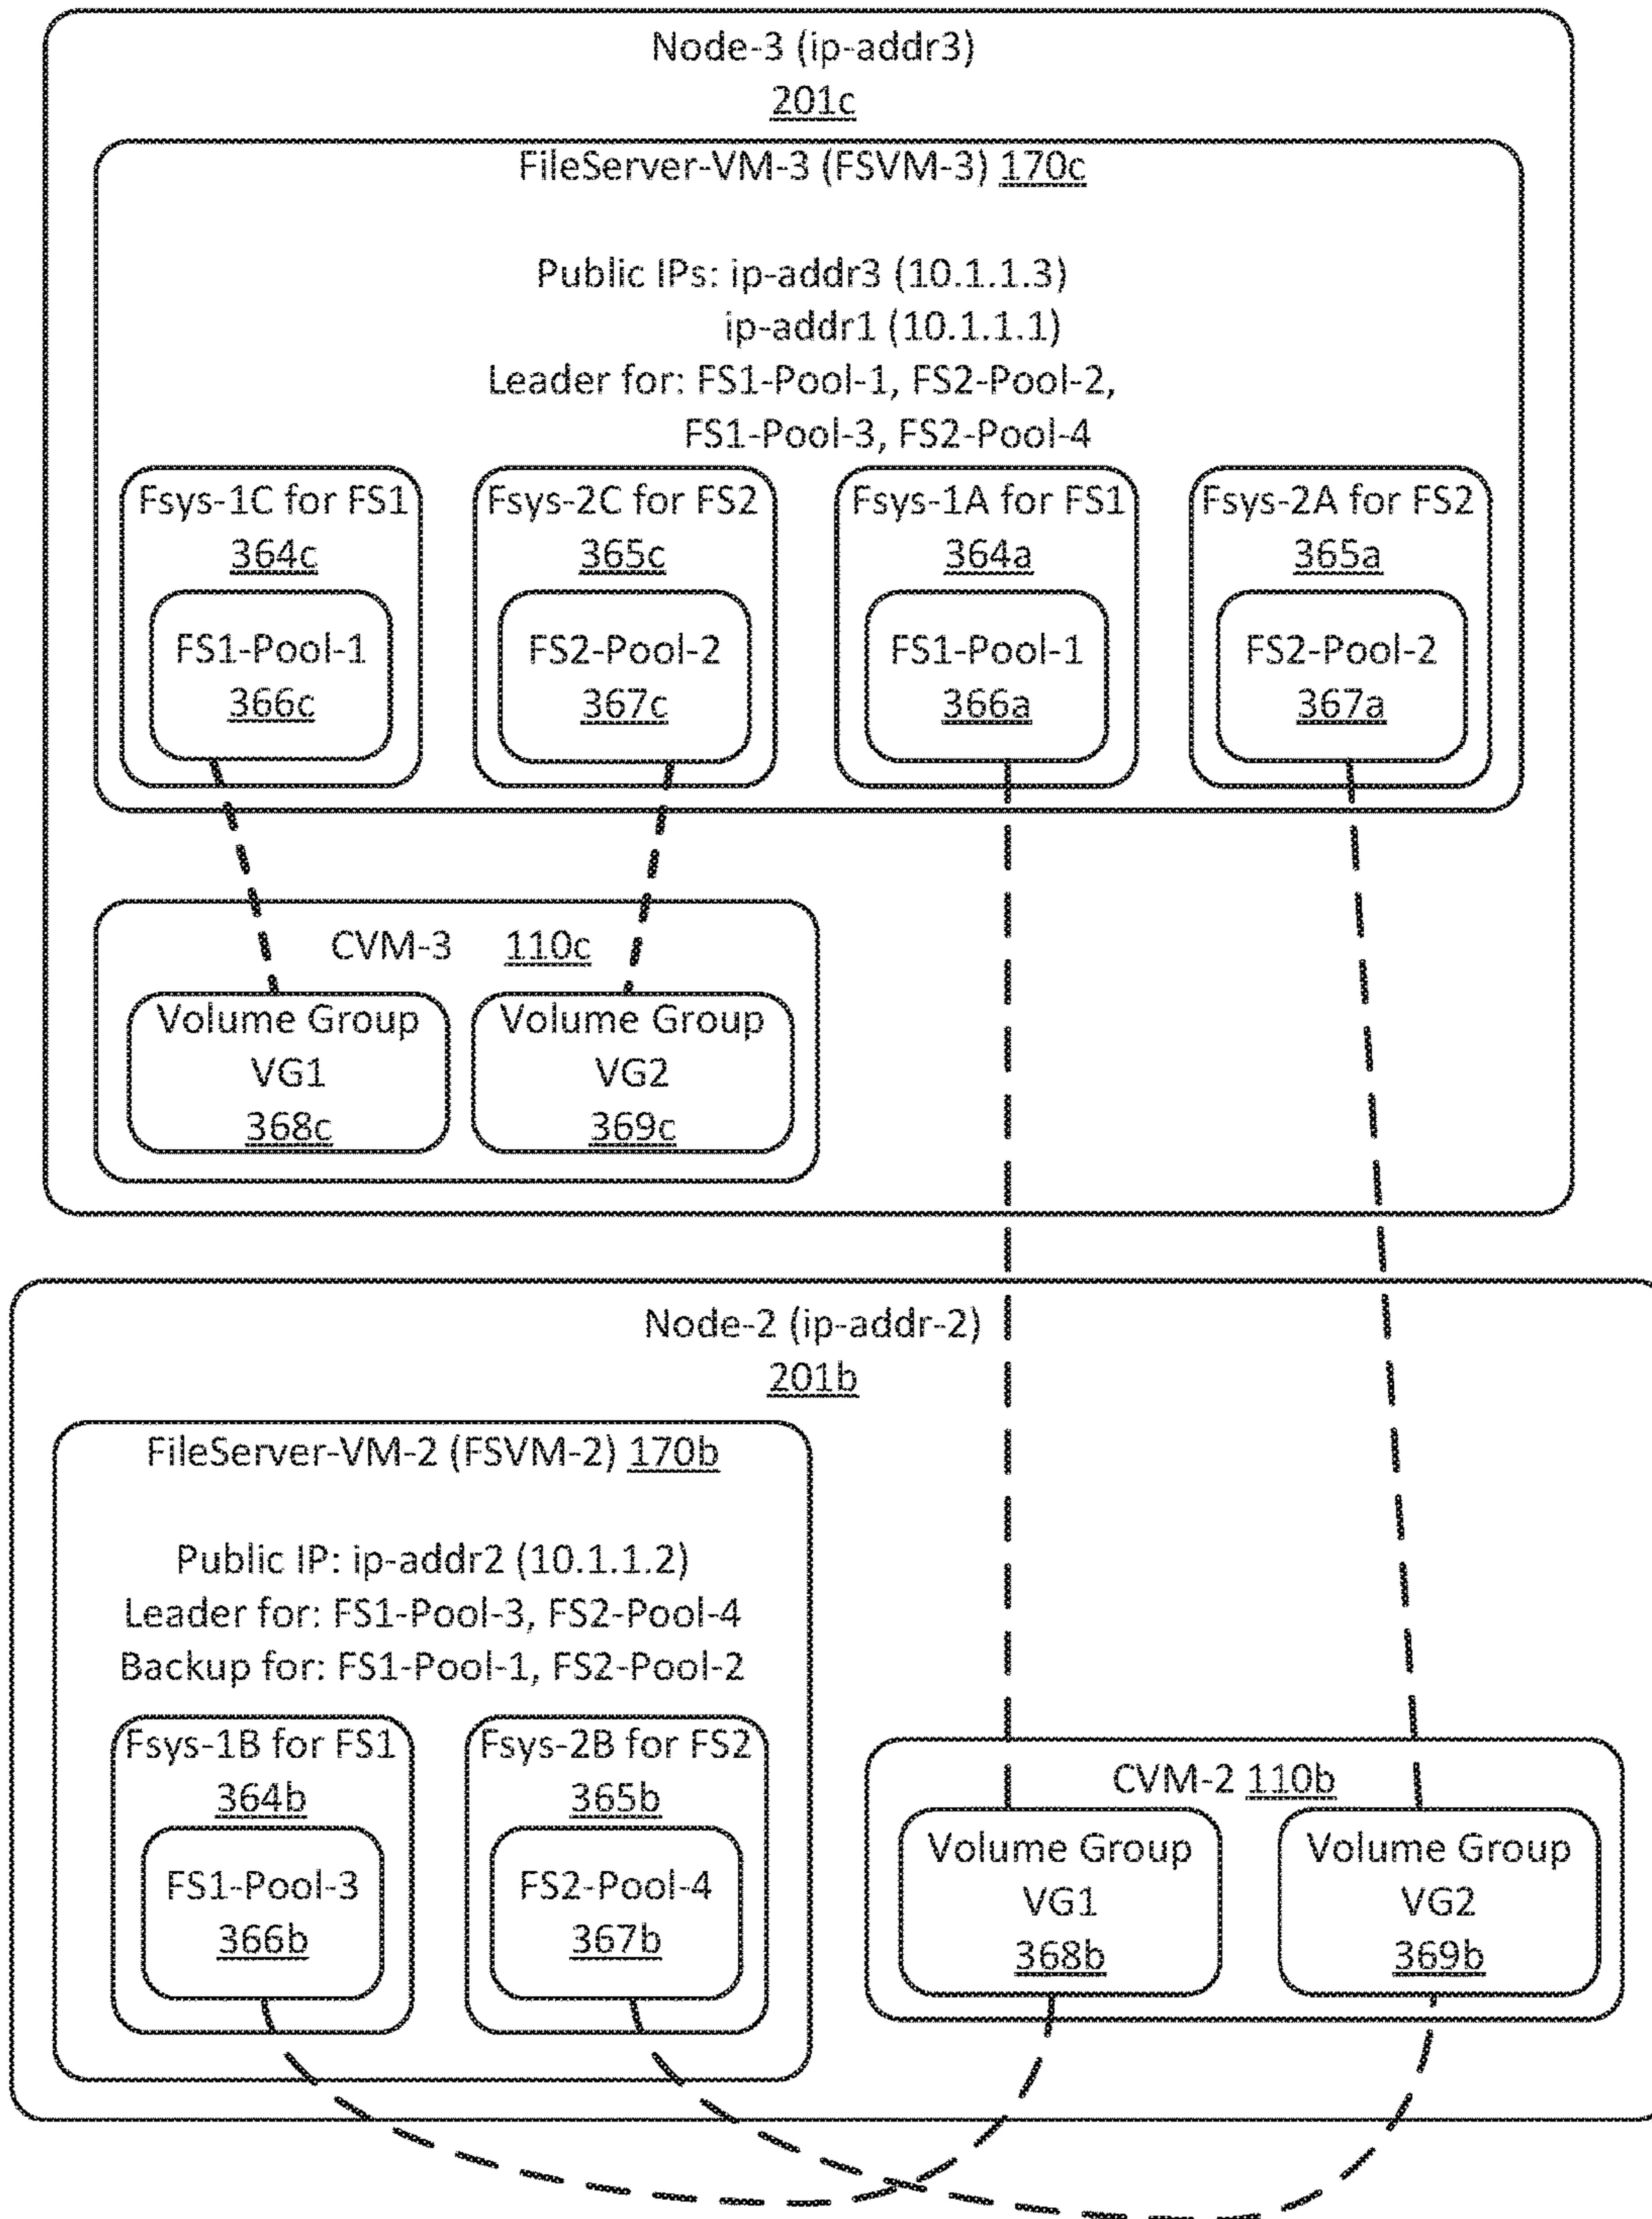 Node-3 (ip-addr3)
201c
FileServer-VM-3 (FSVM-3) 170c
Public IPs: ip-addr3 (10.1.1.3)
ip-addr1 (10.1.1.1)
Leader for: FS1-Pool-1, FS2-Pool-2,
FS1-Pool-3, FS2-Pool-4
Fsys-1C for FS1
364c
FS1-Pool-1
366c
Fsys-2C for FS2
365c
FS2-Pool-2
367c
Fsys-1A for FS1
364a
FS1-Pool-1
366a
Fsys-2A for FS2
365a
FS2-Pool-2
367a
CVM-3 110c
Volume Group
VG1
368c
Volume Group
VG2
369c
Node-2 (ip-addr-2)
201b
FileServer-VM-2 (FSVM-2) 170b
Public IP: ip-addr2 (10.1.1.2)
Leader for: FS1-Pool-3, FS2-Pool-4
Backup for: FS1-Pool-1, FS2-Pool-2
Fsys-1B for FS1
364b
FS1-Pool-3
366b
Fsys-2B for FS2
365b
FS2-Pool-4
367b
CVM-2 110b
Volume Group
VG1
368b
Volume Group
VG2
369b